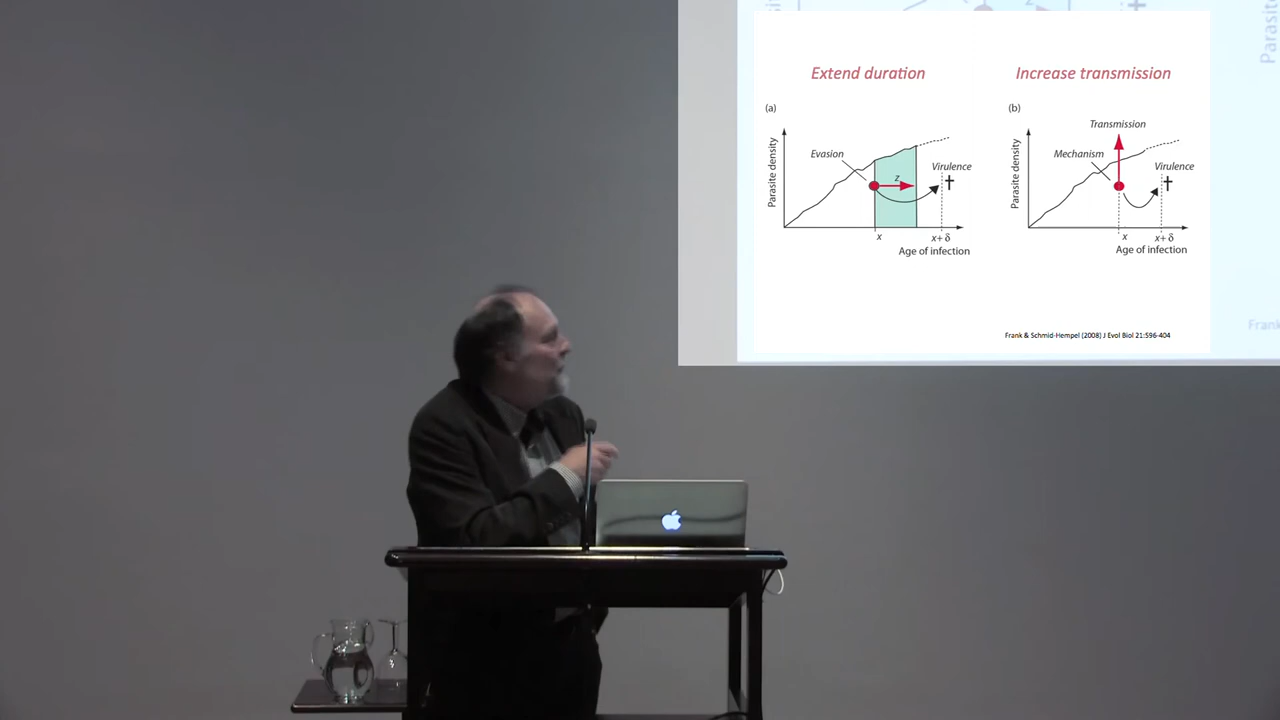 Extend duration
Increase transmission
(a)
(b)
Parasite density
Evasion
z
Virulence
x
x+ δ
Age of infection
Parasite density
Transmission
Mechanism
Virulence
x
x+ δ
Age of infection
Frank & Schmid-Hempel (2008) J Evol Biol 21:596-404
z
Parasite
Frank